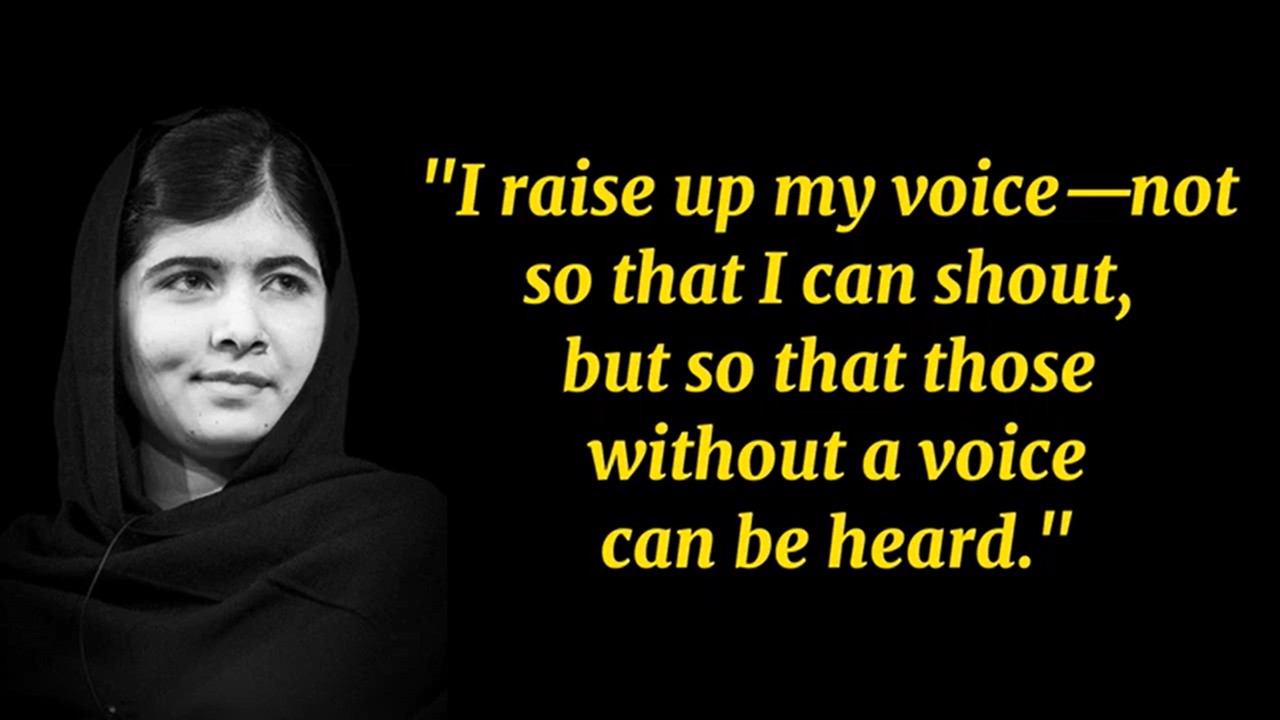 "I raise up my voice—not
so that I can shout,
but so that those
without a voice
can be heard."